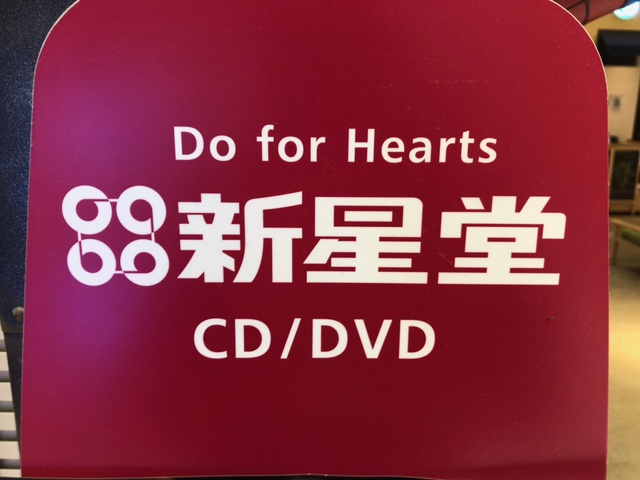 Do for Hearts
新星堂
CD/DVD